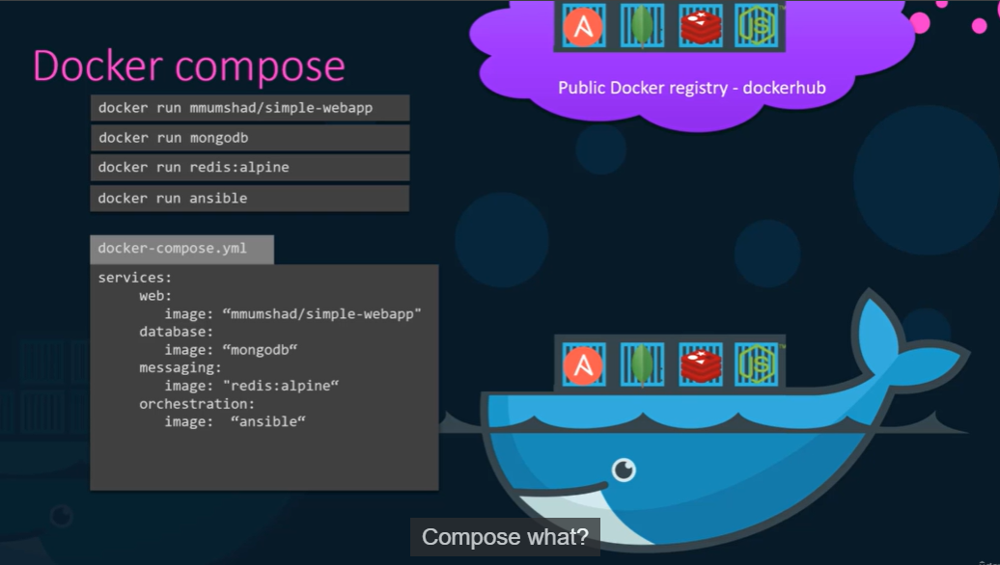 Docker compose
docker run mmumshad/simple-webapp
docker run mongodb
docker run redis:alpine
docker run ansible
docker-compose.yml
services:
web:
image: “mmumshad/simple-webapp"
database:
image: “mongodb“
messaging:
image: "redis:alpine“
orchestration:
image: “ansible“
A
JS
Public Docker registry - dockerhub
A
JS
Compose what?